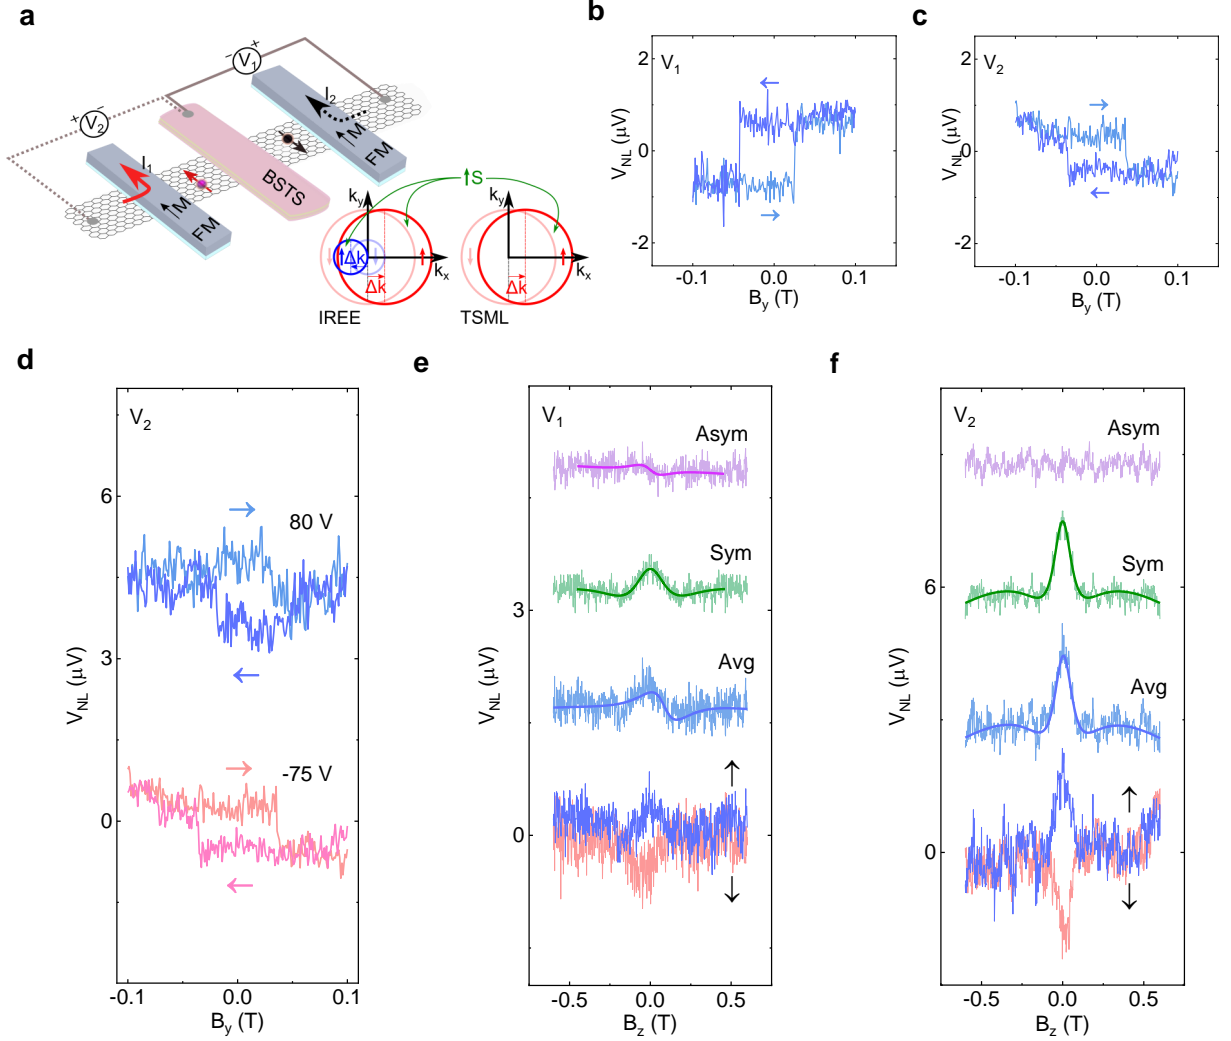 a
V1
− +
V2
+ −
I2
↑M
FM
BSTS
I1
↑M
FM
↑S
ky
kx
Δk
Δk
IREE
ky
kx
Δk
TSML
b
V1
VNL (μV)
2
0
-2
-0.1 0.0 0.1
By (T)
c
V2
VNL (μV)
2
0
-2
-0.1 0.0 0.1
By (T)
d
V2
80 V
-75 V
VNL (μV)
6
3
0
-0.1 0.0 0.1
By (T)
e
V1
Asym
Sym
Avg
VNL (μV)
3
0
-0.5 0.0 0.5
Bz (T)
f
V2
Asym
Sym
Avg
VNL (μV)
6
0
-0.5 0.0 0.5
Bz (T)